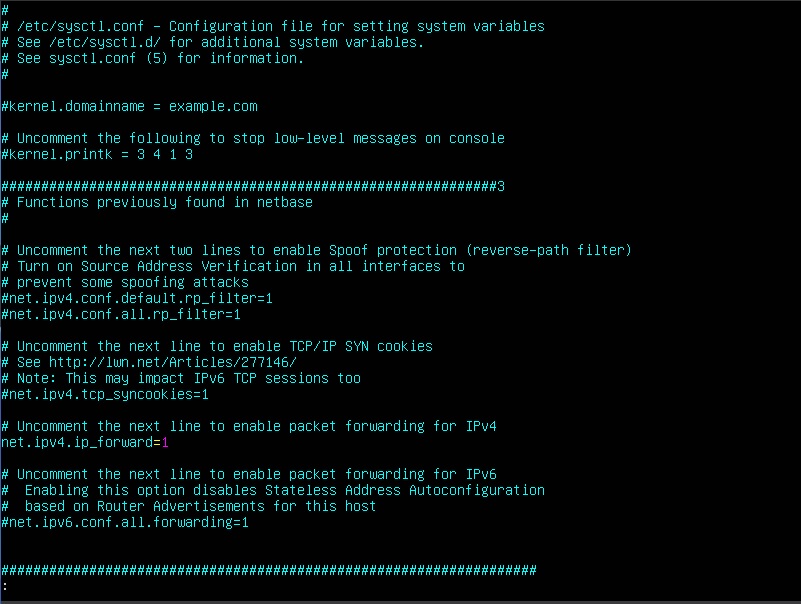 #
# /etc/sysctl.conf - Configuration file for setting system variables
# See /etc/sysctl.d/ for additional system variables.
# See sysctl.conf (5) for information.
#
#kernel.domainname = example.com
# Uncomment the following to stop low-level messages on console
#kernel.printk = 3 4 1 3
##############################################################3
# Functions previously found in netbase
#
# Uncomment the next two lines to enable Spoof protection (reverse-path filter)
# Turn on Source Address Verification in all interfaces to
# prevent some spoofing attacks
#net.ipv4.conf.default.rp_filter=1
#net.ipv4.conf.all.rp_filter=1
# Uncomment the next line to enable TCP/IP SYN cookies
# See http://lwn.net/Articles/277146/
# Note: This may impact IPv6 TCP sessions too
#net.ipv4.tcp_syncookies=1
# Uncomment the next line to enable packet forwarding for IPv4
net.ipv4.ip_forward=1
# Uncomment the next line to enable packet forwarding for IPv6
#  Enabling this option disables Stateless Address Autoconfiguration
#  based on Router Advertisements for this host
#net.ipv6.conf.all.forwarding=1
###################################################################
: